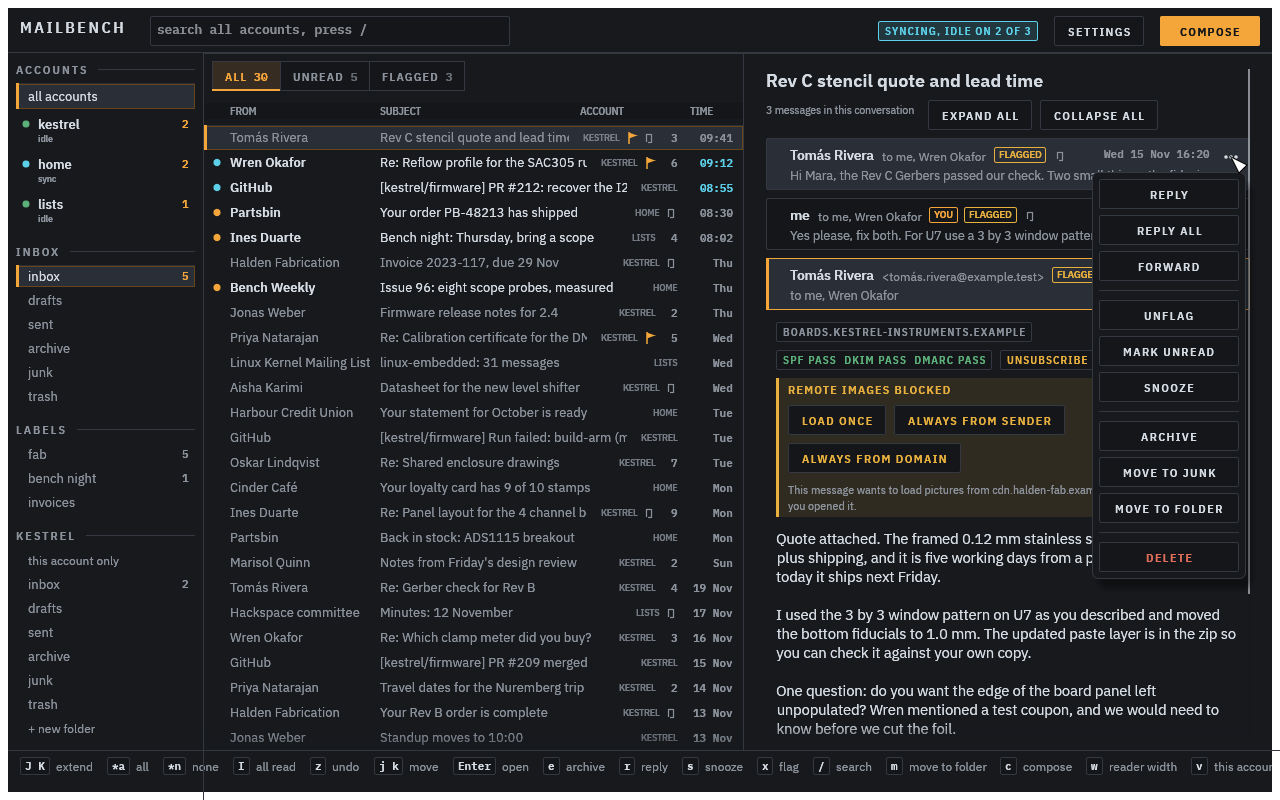 MAILBENCH
search all accounts, press /
SYNCING, IDLE ON 2 OF 3
SETTINGS
COMPOSE
ACCOUNTS
all accounts
kestrel 2
idle
home 2
sync
lists 1
idle
INBOX
inbox 5
drafts
sent
archive
junk
trash
LABELS
fab 5
bench night 1
invoices
KESTREL
this account only
inbox 2
drafts
sent
archive
junk
trash
+ new folder
ALL 30 UNREAD 5 FLAGGED 3
FROM SUBJECT ACCOUNT TIME
Tomás Rivera Rev C stencil quote and lead time KESTREL 3 09:41
Wren Okafor Re: Reflow profile for the SAC305 ru KESTREL 6 09:12
GitHub [kestrel/firmware] PR #212: recover the I2 KESTREL 08:55
Partsbin Your order PB-48213 has shipped HOME 08:30
Ines Duarte Bench night: Thursday, bring a scope LISTS 4 08:02
Halden Fabrication Invoice 2023-117, due 29 Nov KESTREL Thu
Bench Weekly Issue 96: eight scope probes, measured HOME Thu
Jonas Weber Firmware release notes for 2.4 KESTREL 2 Thu
Priya Natarajan Re: Calibration certificate for the DM KESTREL 5 Wed
Linux Kernel Mailing List linux-embedded: 31 messages LISTS Wed
Aisha Karimi Datasheet for the new level shifter KESTREL Wed
Harbour Credit Union Your statement for October is ready HOME Tue
GitHub [kestrel/firmware] Run failed: build-arm (m KESTREL Tue
Oskar Lindqvist Re: Shared enclosure drawings KESTREL 7 Tue
Cinder Café Your loyalty card has 9 of 10 stamps HOME Mon
Ines Duarte Re: Panel layout for the 4 channel b KESTREL 9 Mon
Partsbin Back in stock: ADS1115 breakout HOME Mon
Marisol Quinn Notes from Friday's design review KESTREL 2 Sun
Tomás Rivera Re: Gerber check for Rev B KESTREL 4 19 Nov
Hackspace committee Minutes: 12 November LISTS 17 Nov
Wren Okafor Re: Which clamp meter did you buy? KESTREL 3 16 Nov
GitHub [kestrel/firmware] PR #209 merged KESTREL 15 Nov
Priya Natarajan Travel dates for the Nuremberg trip KESTREL 2 14 Nov
Halden Fabrication Your Rev B order is complete KESTREL 13 Nov
Jonas Weber Standup moves to 10:00 KESTREL 13 Nov
Rev C stencil quote and lead time
3 messages in this conversation EXPAND ALL COLLAPSE ALL
Tomás Rivera to me, Wren Okafor FLAGGED Wed 15 Nov 16:20
Hi Mara, the Rev C Gerbers passed our check. Two
me to me, Wren Okafor YOU FLAGGED
Yes please, fix both. For U7 use a 3 by 3 window
Tomás Rivera <tomás.rivera@example.test>
to me, Wren Okafor
BOARDS.KESTREL-INSTRUMENTS.EXAMPLE
SPF PASS DKIM PASS DMARC PASS UNSUBSCRIBE
REMOTE IMAGES BLOCKED
LOAD ONCE ALWAYS FROM SENDER
ALWAYS FROM DOMAIN
This message wants to load pictures from cdn.halden-fab.exam
you opened it.
Quote attached. The framed 0.12 mm stainless s
plus shipping, and it is five working days from a p
today it ships next Friday.
I used the 3 by 3 window pattern on U7 as you described and moved
the bottom fiducials to 1.0 mm. The updated paste layer is in the zip so
you can check it against your own copy.
One question: do you want the edge of the board panel left
unpopulated? Wren mentioned a test coupon, and we would need to
know before we cut the foil.
REPLY
REPLY ALL
FORWARD
UNFLAG
MARK UNREAD
SNOOZE
ARCHIVE
MOVE TO JUNK
MOVE TO FOLDER
DELETE
J K extend *a all *n none I all read z undo j k move Enter open e archive r reply s snooze x flag / search m move to folder c compose w reader width v this accoun